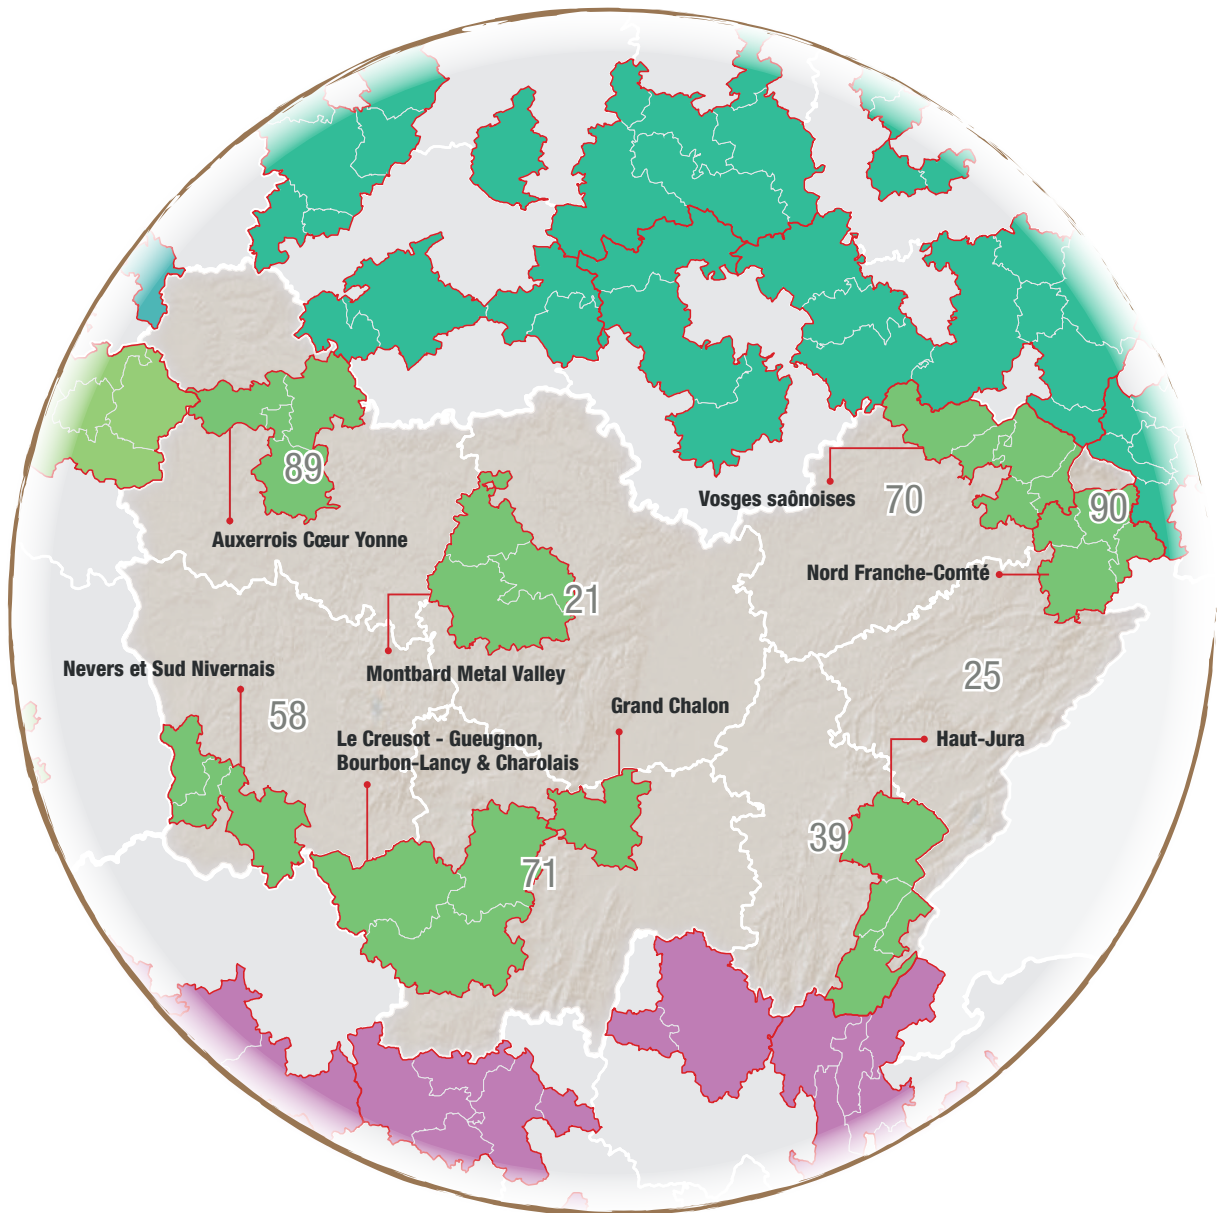 89
Vosges saônoises
70
90
Auxerrois Cœur Yonne
Nord Franche-Comté
21
Nevers et Sud Nivernais
Montbard Metal Valley
25
58
Grand Chalon
Le Creusot - Gueugnon,
Bourbon-Lancy & Charolais
Haut-Jura
39
71